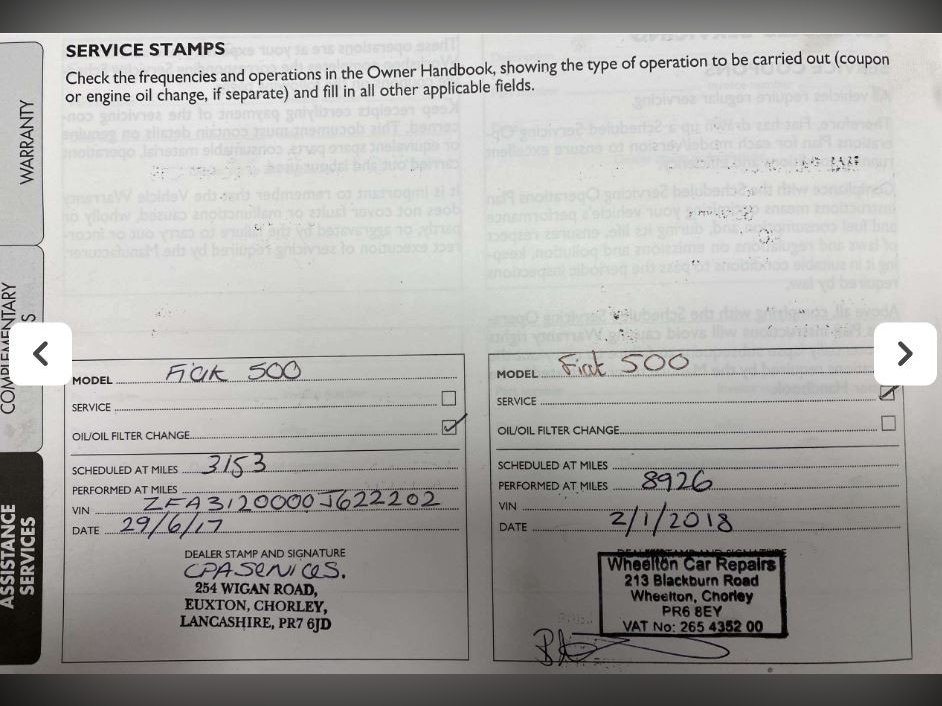 SERVICE STAMPS
Check the frequencies and operations in the Owner Handbook, showing the type of operation to be carried out (coupon
or engine oil change, if separate) and fill in all other applicable fields.
WARRANTY
COMPLEMENTARY
ASSISTANCE
SERVICES
MODEL Fiat 500
SERVICE
OIL/OIL FILTER CHANGE
SCHEDULED AT MILES 3153
PERFORMED AT MILES
VIN ZFA3120000J622202
DATE 29/6/17
DEALER STAMP AND SIGNATURE
CPA Services.
254 WIGAN ROAD,
EUXTON, CHORLEY,
LANCASHIRE, PR7 6JD
MODEL Fiat 500
SERVICE
OIL/OIL FILTER CHANGE
SCHEDULED AT MILES
PERFORMED AT MILES 8926
VIN
DATE 2/1/2018
Wheelton Car Repairs
213 Blackburn Road
Wheelton, Chorley
PR6 8EY
VAT No: 265 4352 00